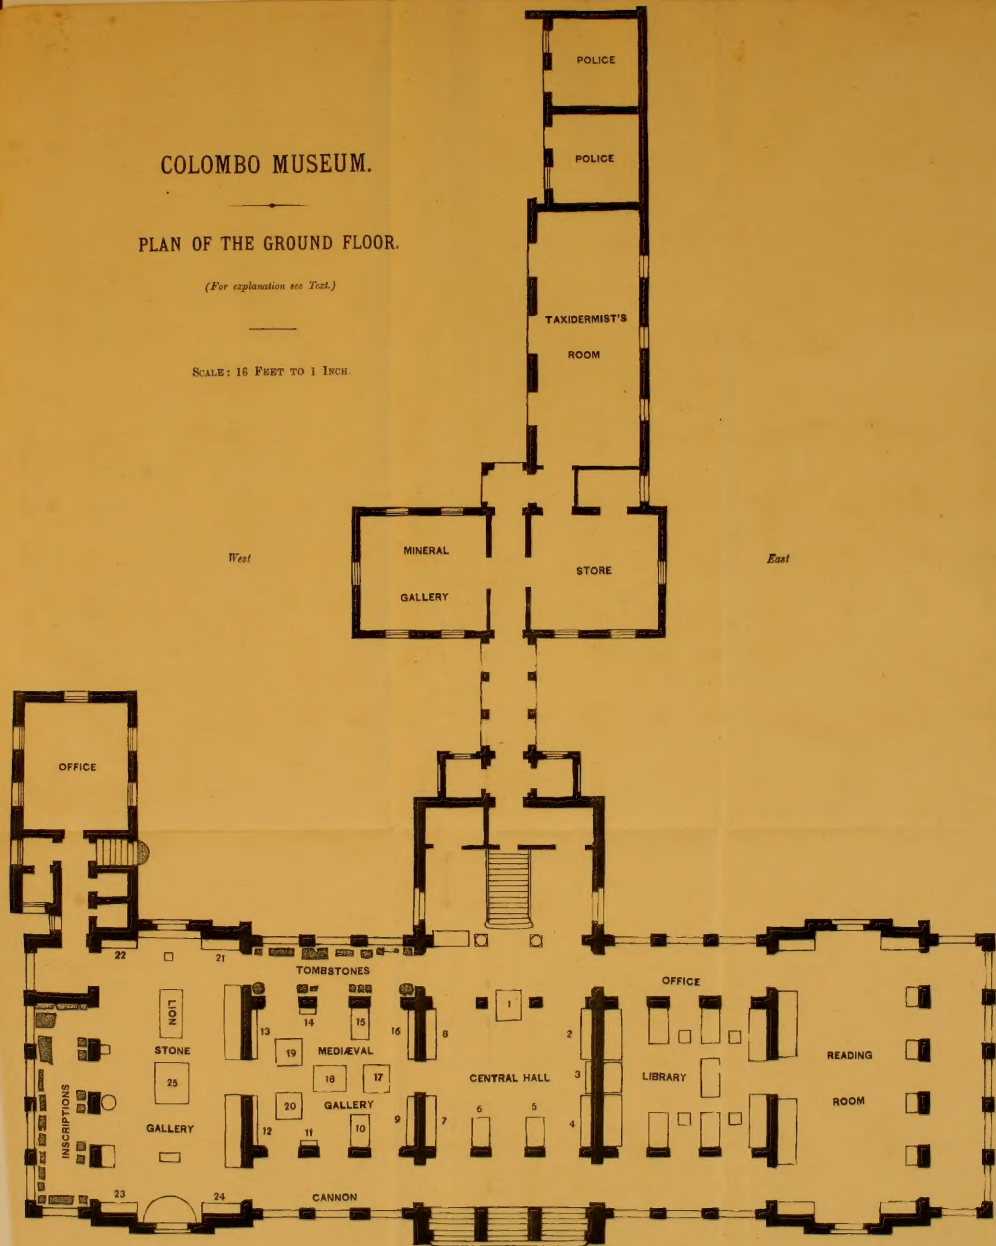 COLOMBO MUSEUM.
PLAN OF THE GROUND FLOOR.
(For explanation see Text.)
SCALE: 16 FEET TO 1 INCH.
POLICE
POLICE
TAXIDERMIST'S
ROOM
West
East
MINERAL
GALLERY
STORE
OFFICE
22
21
TOMBSTONES
OFFICE
LION
14
15
1
13
16
8
2
19
STONE
MEDIÆVAL
READING
25
18
17
CENTRAL HALL
3
LIBRARY
INSCRIPTIONS
20
GALLERY
6
5
ROOM
GALLERY
12
11
10
9
7
4
23
24
CANNON